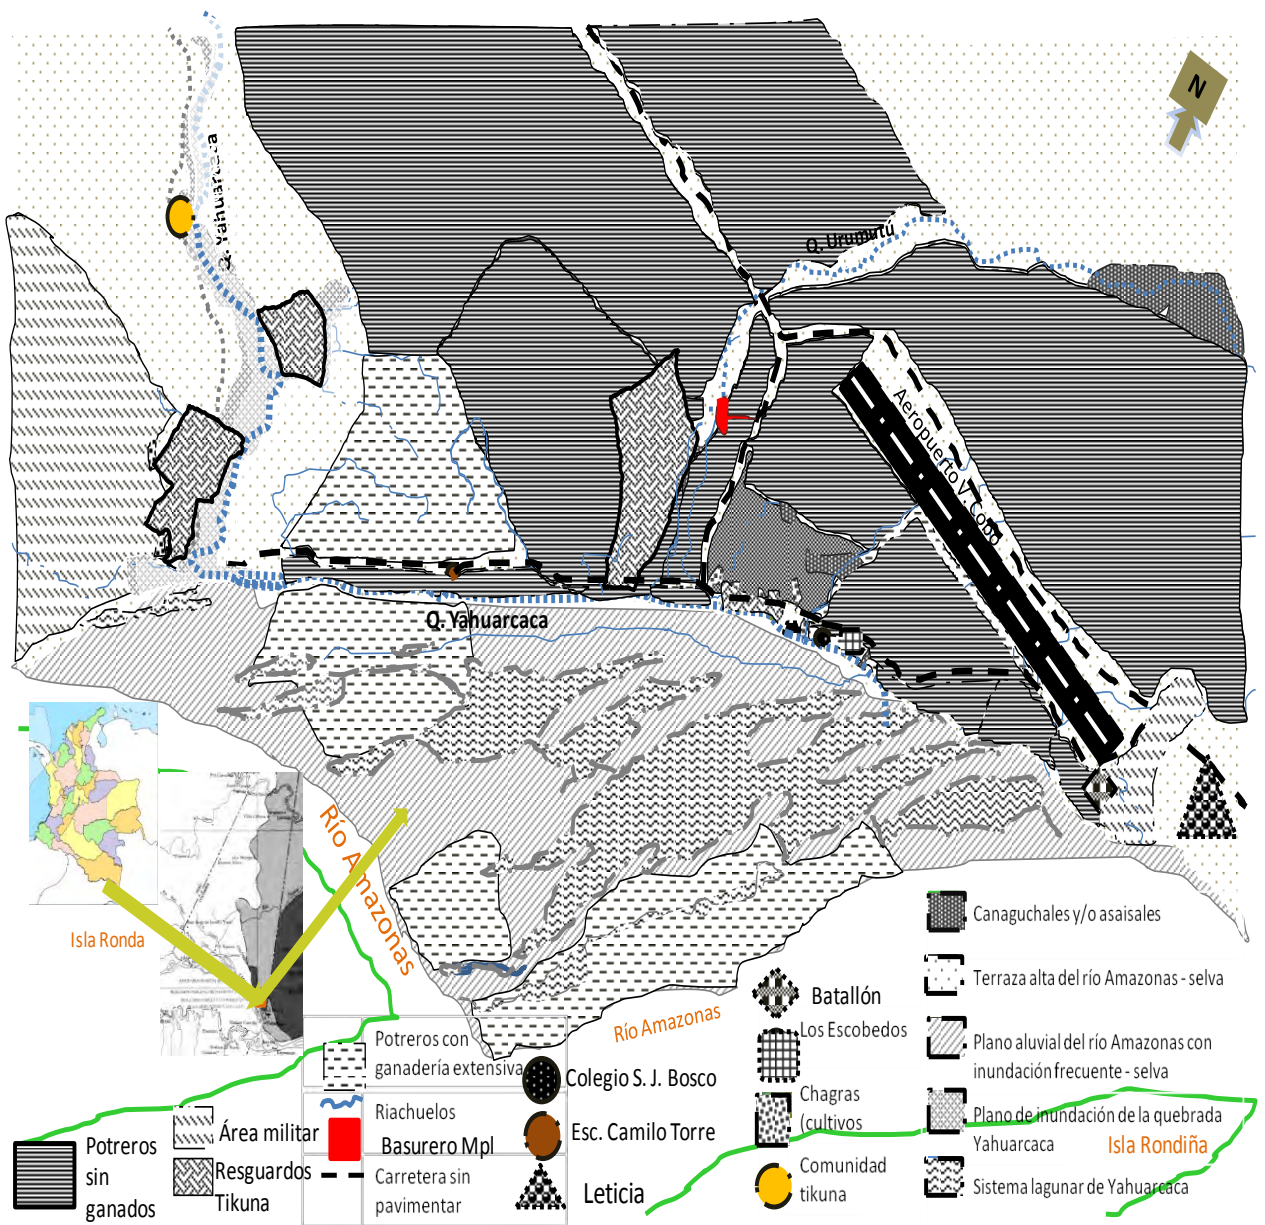 N
Q. Yahuarcaca
Q. Urumutú
Aeropuerto V. Cobo
Q. Yahuarcaca
Río Amazonas
Isla Ronda
Río Amazonas
Canaguchales y/o asaisales
Terraza alta del río Amazonas - selva
Plano aluvial del río Amazonas con
inundación frecuente - selva
Plano de inundación de la quebrada
Yahuarcaca
Isla Rondiña
Sistema lagunar de Yahuarcaca
Batallón
Los Escobedos
Chagras
(cultivos
Comunidad
tikuna
Potreros con
ganadería extensiva
Colegio S. J. Bosco
Riachuelos
Basurero Mpl
Esc. Camilo Torre
Carretera sin
pavimentar
Leticia
Área militar
Resguardos
Tikuna
Potreros
sin
ganados